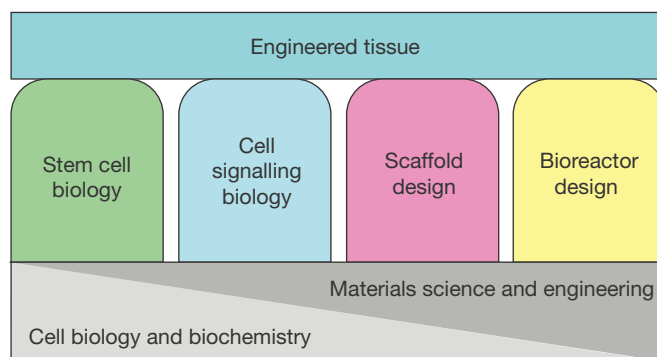 Engineered tissue
Stem cell
biology
Cell
signalling
biology
Scaffold
design
Bioreactor
design
Materials science and engineering
Cell biology and biochemistry